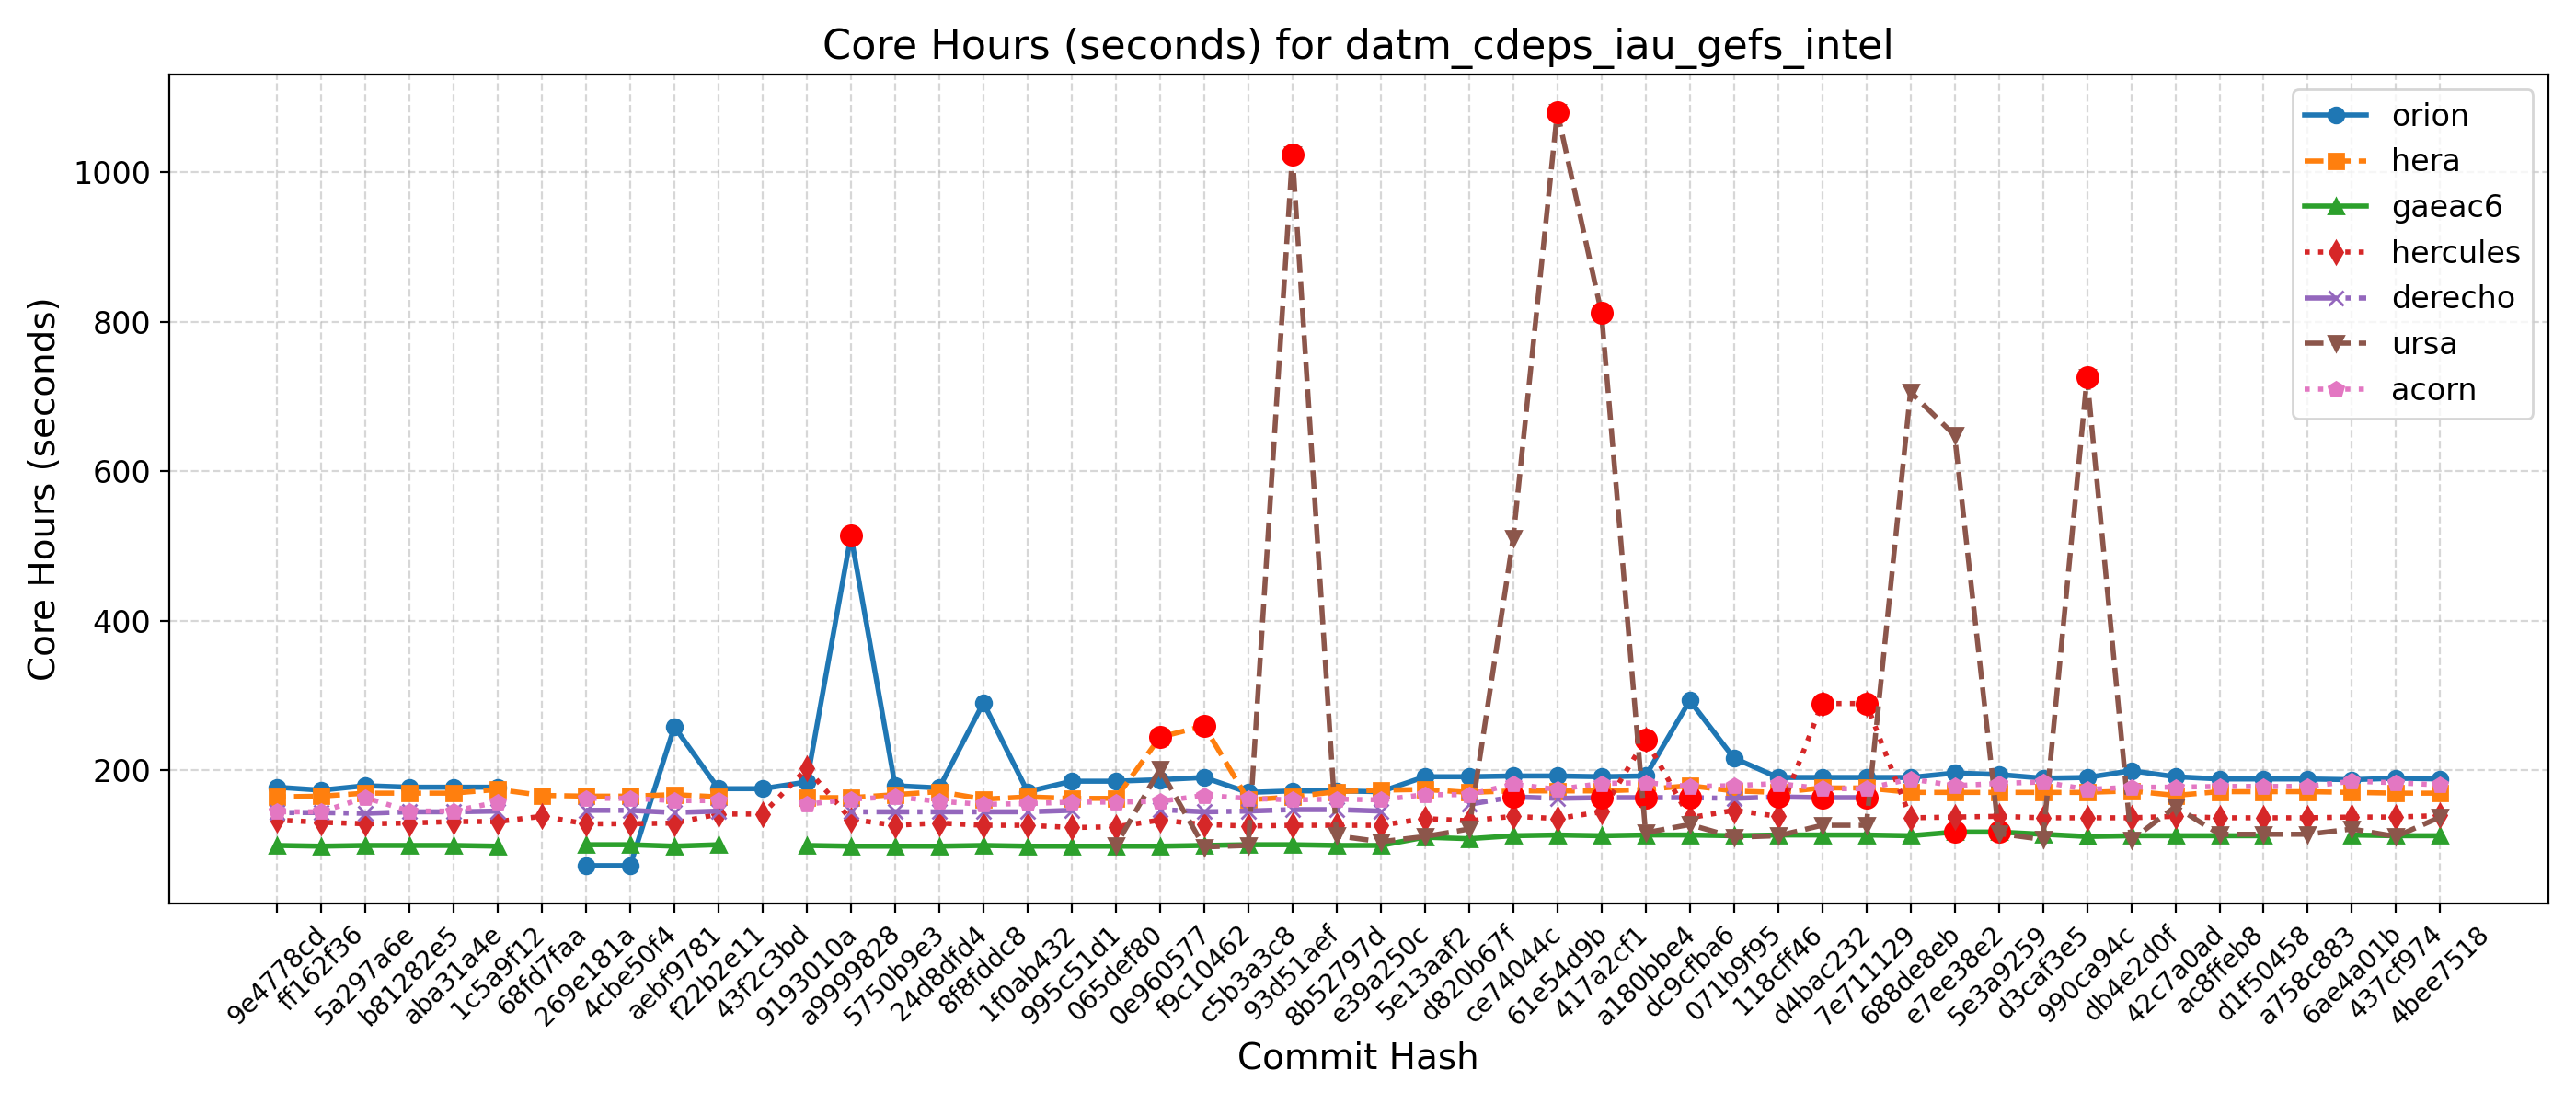 Core Hours (seconds) for datm_cdeps_iau_gefs_intel
Core Hours (seconds)
1000
800
600
400
200
orion
hera
gaeac6
hercules
derecho
ursa
acorn
9e4778cd
ff162f36
5a297a6e
b81282e5
aba31a4e
1c5a9f12
68fd7faa
269e181a
4cbe50f4
aebf9781
f22b2e11
43f2c3bd
9193010a
a9999828
5750b9e3
24d8dfd4
8f8fddc8
1f0ab432
995c51d1
065def80
0e960577
f9c10462
c5b3a3c8
93d51aef
8b52797d
e39a250c
5e13aaf2
d820b67f
ce74044c
61e54d9b
417a2cf1
a180bbe4
dc9cfba6
071b9f95
118cff46
d4bac232
7e711129
688de8eb
e7ee38e2
5e3a9259
d3caf3e5
990ca94c
db4e2d0f
42c7a0ad
ac8ffeb8
d1f50458
a758c883
6ae4a01b
437cf974
4bee7518
Commit Hash